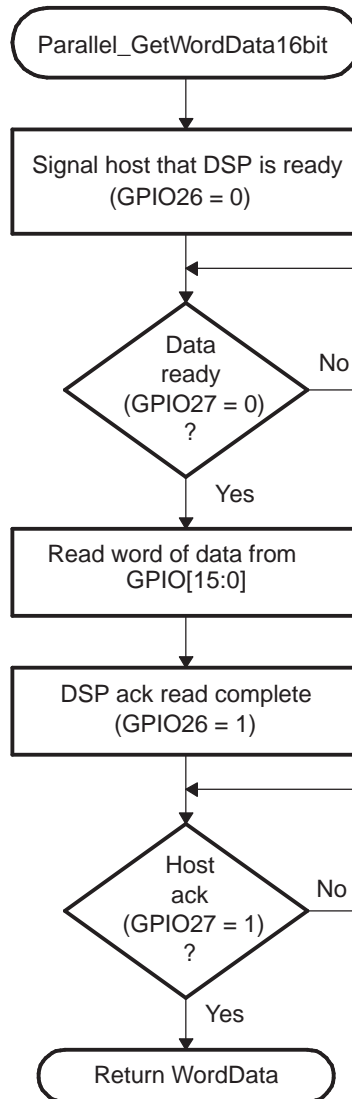 Parallel_GetWordData16bit
Signal host that DSP is ready
(GPIO26 = 0)
Data
ready
(GPIO27 = 0)
?
No
Yes
Read word of data from
GPIO[15:0]
DSP ack read complete
(GPIO26 = 1)
Host
ack
(GPIO27 = 1)
?
No
Yes
Return WordData